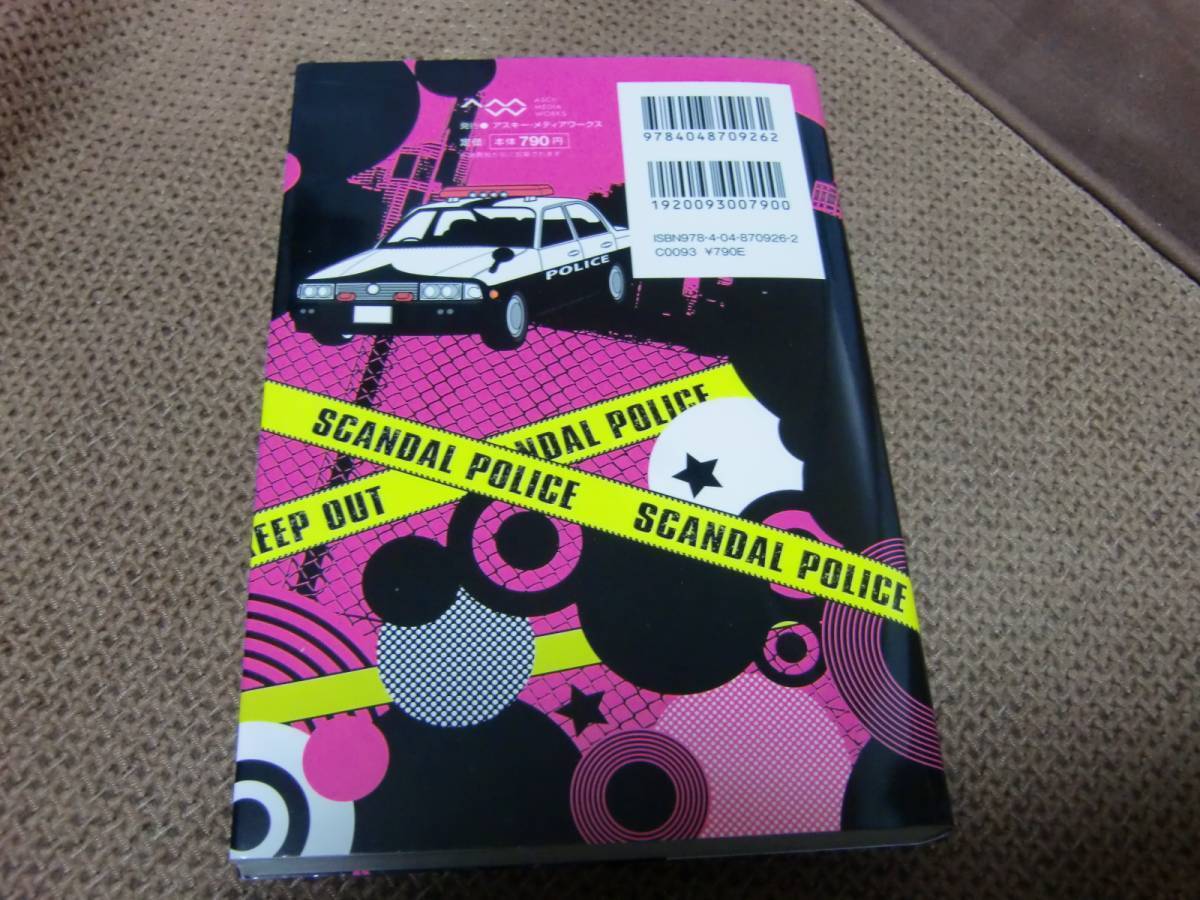 ASCII
MEDIA
WORKS
発行●アスキー・メディアワークス
定価 本体790円
9784048709262
1920093007900
ISBN978-4-04-870926-2
C0093 ¥790E
POLICE
SCANDAL POLICE
SCANDAL POLICE
NDAL POLICE
EEP OUT